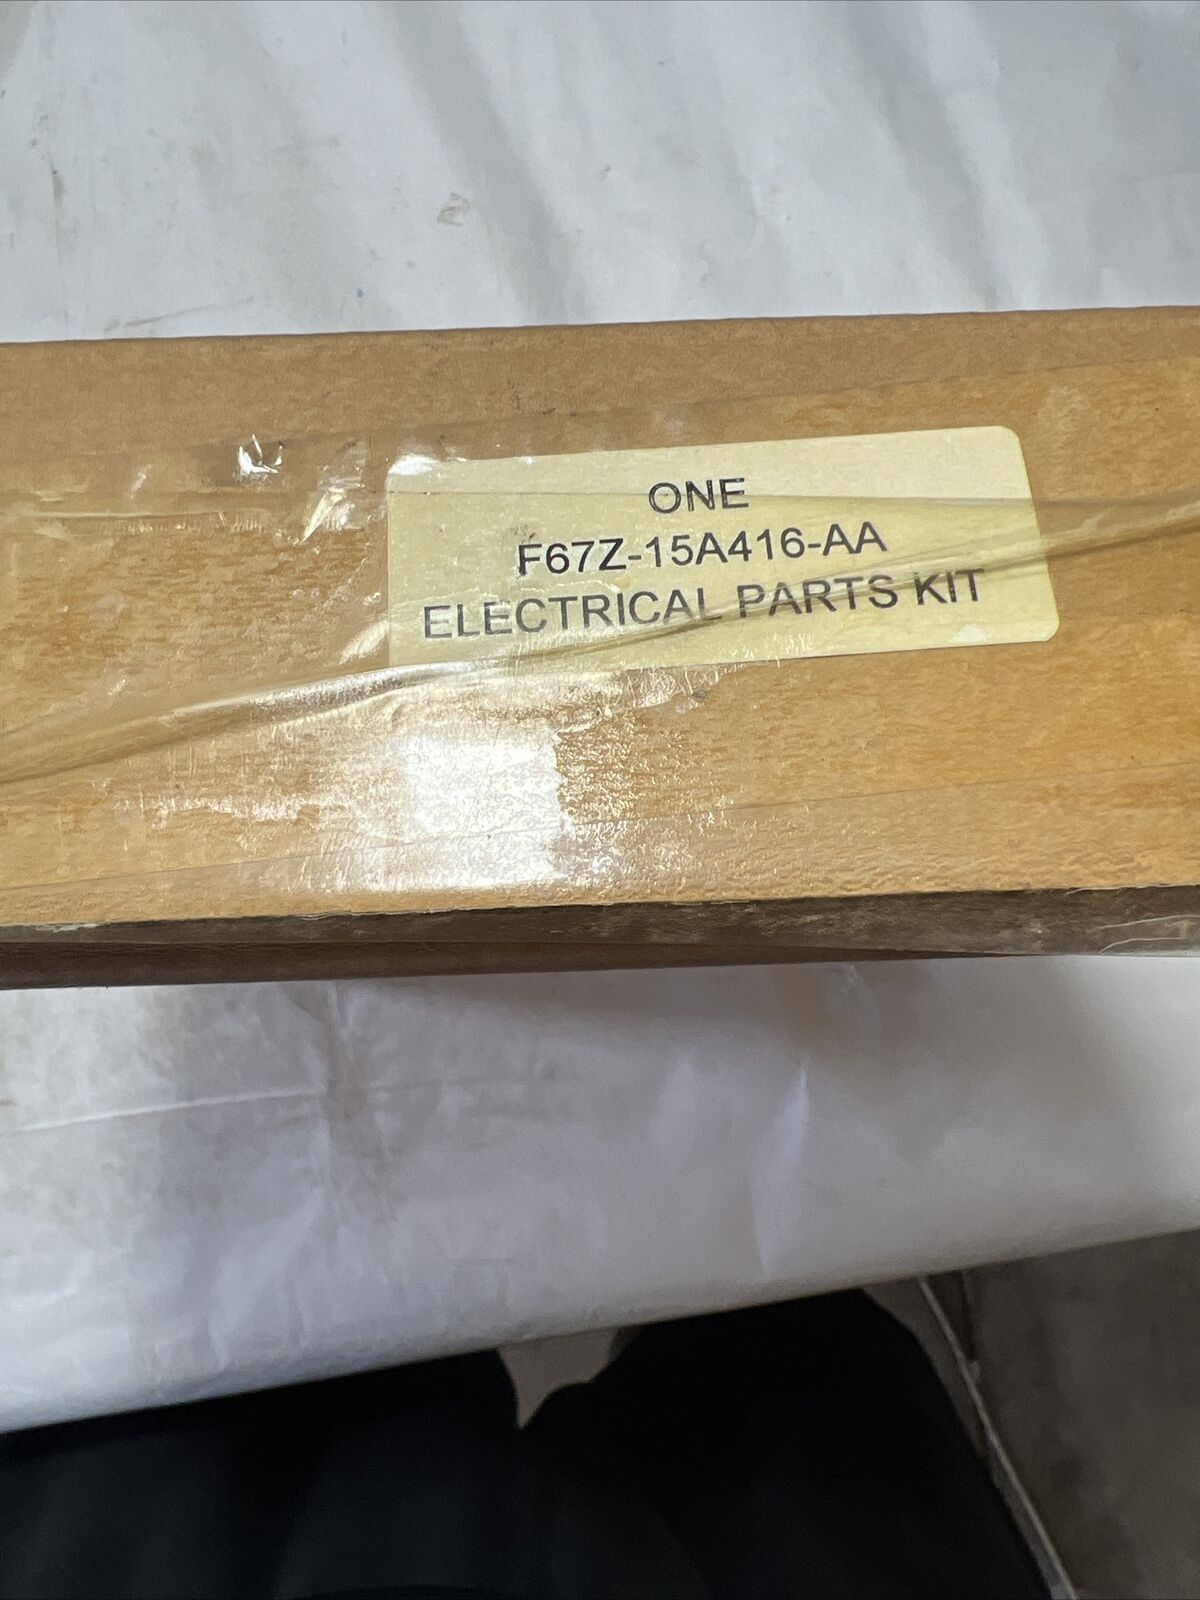 ONE
F67Z-15A416-AA
ELECTRICAL PARTS KIT